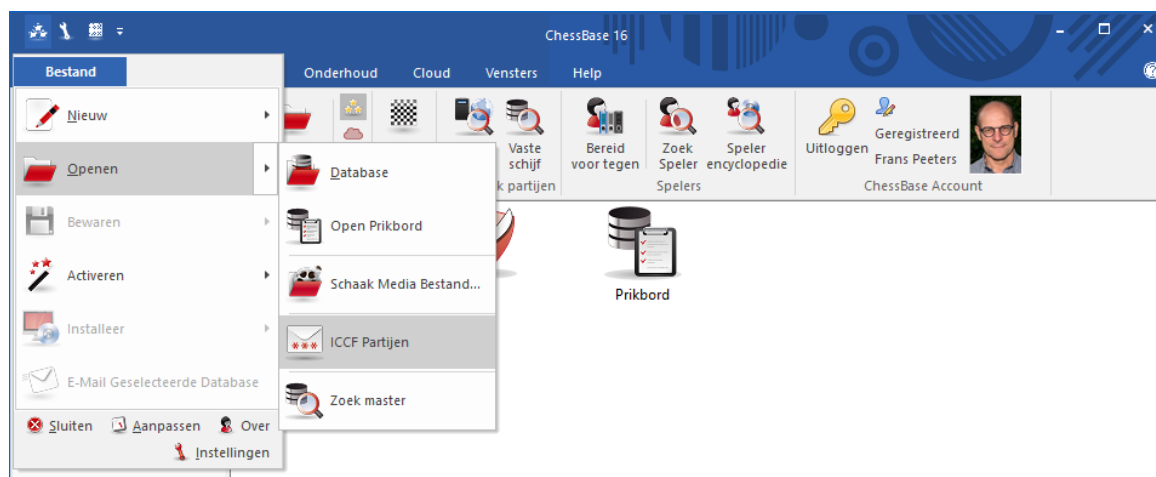 ChessBase 16
Bestand
Onderhoud
Cloud
Vensters
Help
Nieuw
Openen
Bewaren
Activeren
Installeer
E-Mail Geselecteerde Database
Sluiten
Aanpassen
Over
Instellingen
Database
Open Prikbord
Schaak Media Bestand...
ICCF Partijen
Zoek master
Vaste
schijf
k partijen
Bereid
voor tegen
Zoek
Speler
Speler
encyclopedie
Spelers
Uitloggen
Geregistreerd
Frans Peeters
ChessBase Account
Prikbord